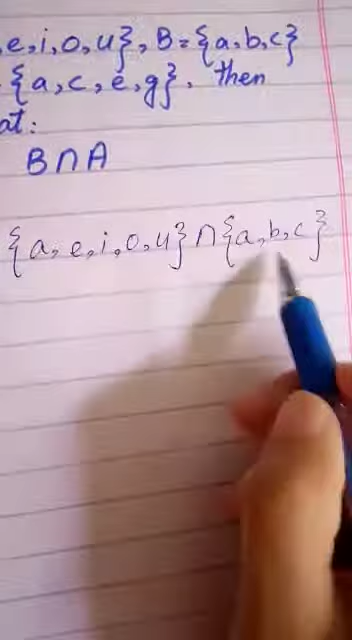 ,e,i,o,u}, B={a,b,c}
{a,c,e,g}, then
at:
B∩A
{a,e,i,o,u}∩{a,b,c}